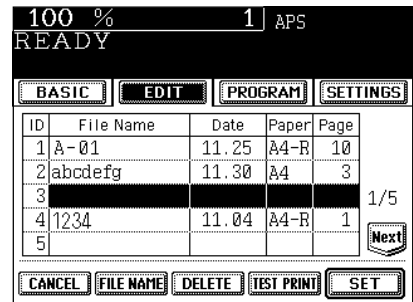 100 % 1 APS
READY
BASIC EDIT PROGRAM SETTINGS
ID File Name Date Paper Page
1 A-01 11.25 A4-R 10
2 abcdefg 11.30 A4 3
3
1/5
4 1234 11.04 A4-R 1
Next
5
CANCEL FILE NAME DELETE TEST PRINT SET